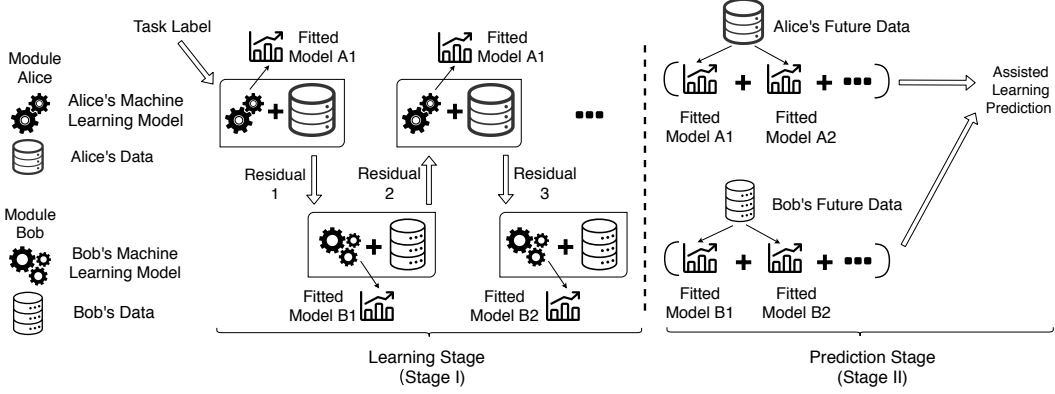 Module
Alice
Alice's Machine
Learning Model
Alice's Data
Module
Bob
Bob's Machine
Learning Model
Bob's Data
Task Label
Fitted
Model A1
Fitted
Model A1
Residual
1
Residual
2
Residual
3
Fitted
Model B1
Fitted
Model B2
Learning Stage
(Stage I)
Alice's Future Data
Fitted
Model A1
Fitted
Model A2
Assisted
Learning
Prediction
Bob's Future Data
Fitted
Model B1
Fitted
Model B2
Prediction Stage
(Stage II)